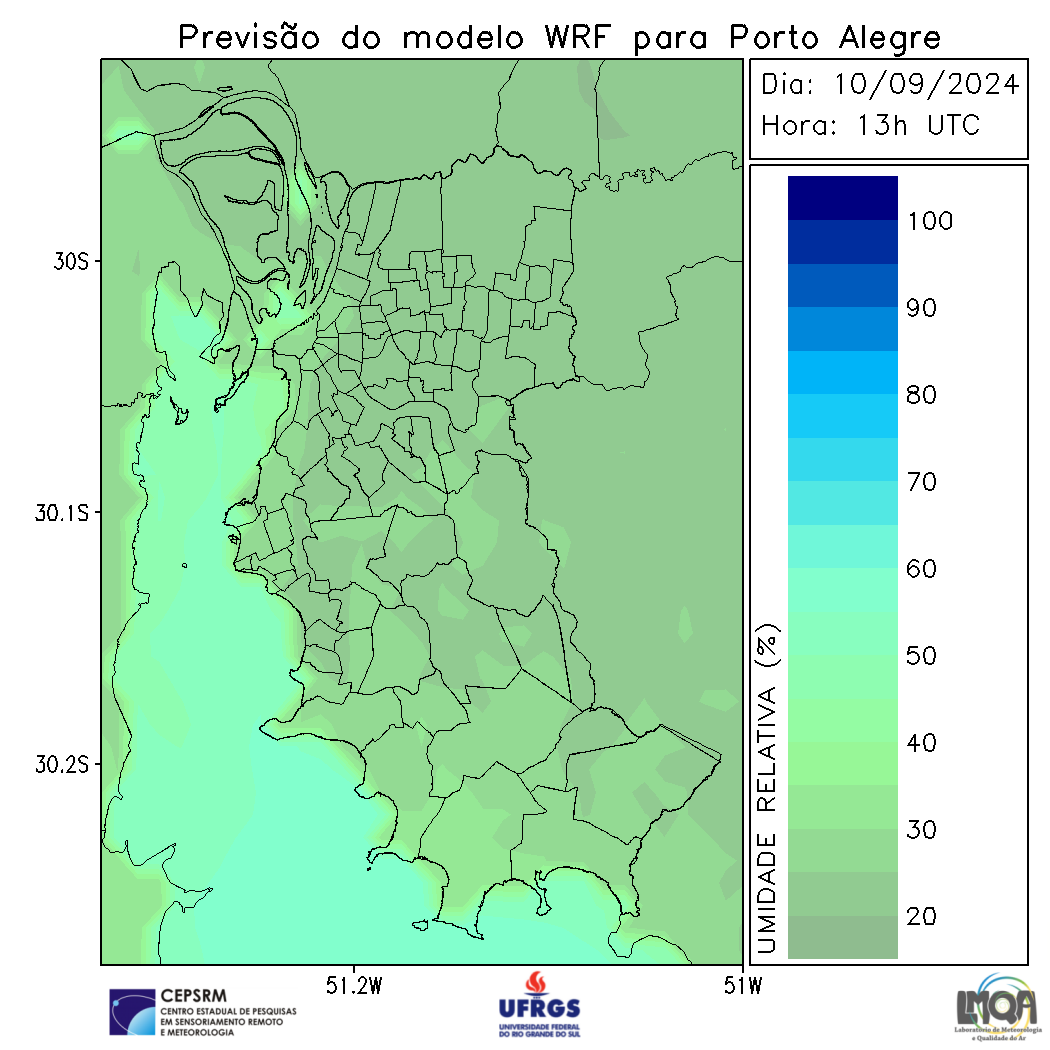 Previsão do modelo WRF para Porto Alegre
Dia: 10/09/2024
Hora: 13h UTC
30S
30.1S
30.2S
51.2W
51W
UMIDADE RELATIVA (%)
100
90
80
70
60
50
40
30
20
CEPSRM
CENTRO ESTADUAL DE PESQUISAS
EM SENSORIAMENTO REMOTO
E METEOROLOGIA
UFRGS
UNIVERSIDADE FEDERAL
DO RIO GRANDE DO SUL
LMQA
Laboratório de Meteorologia
e Qualidade do Ar